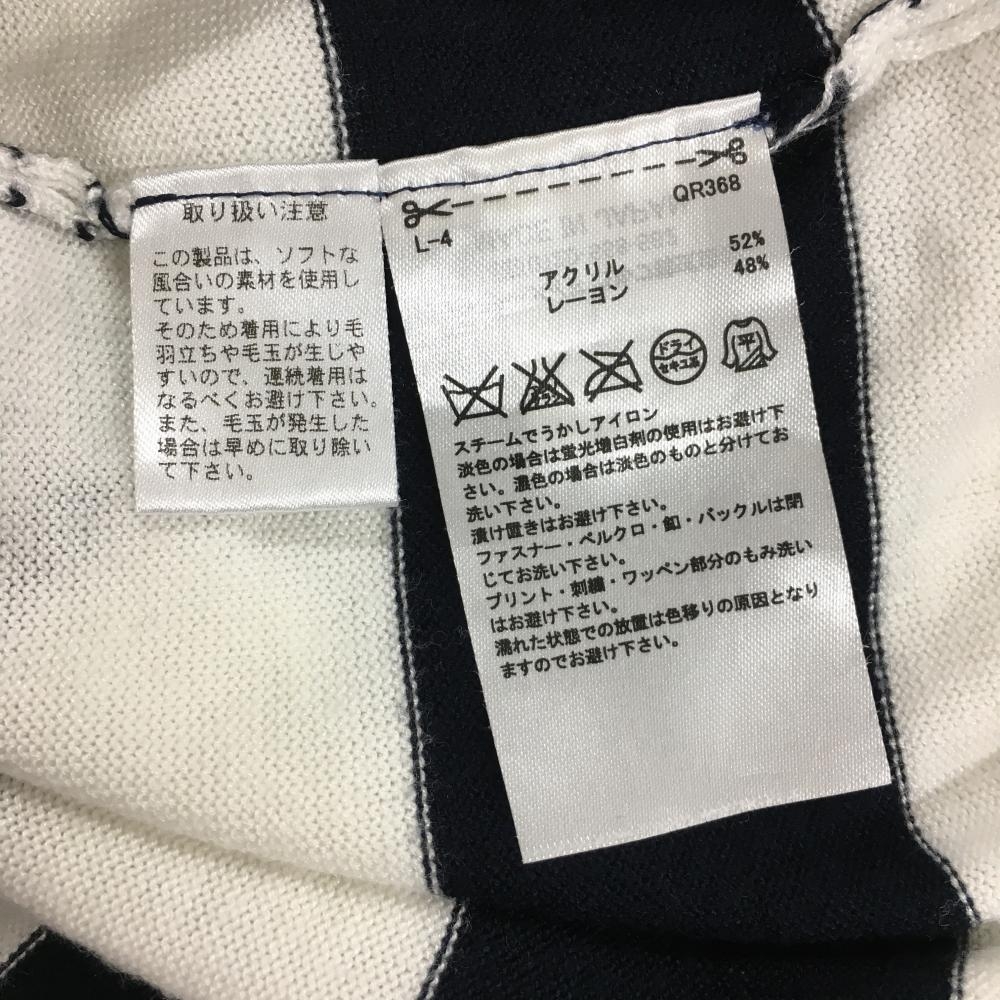 取り扱い注意
この製品は、ソフトな
風合いの素材を使用し
ています。
そのため着用により毛
羽立ちや毛玉が生じや
すいので、連続着用は
なるべくお避け下さい。
また、毛玉が発生した
場合は早めに取り除い
て下さい。
QR368
L-4
アクリル 52%
レーヨン 48%
ドライ
セキユ系
平
スチームでうかしアイロン
淡色の場合は蛍光増白剤の使用はお避け下
さい。濃色の場合は淡色のものと分けてお
洗い下さい。
漬け置きはお避け下さい。
ファスナー・ベルクロ・釦・バックルは閉
じてお洗い下さい。
プリント・刺繍・ワッペン部分のもみ洗い
はお避け下さい。
濡れた状態での放置は色移りの原因となり
ますのでお避け下さい。